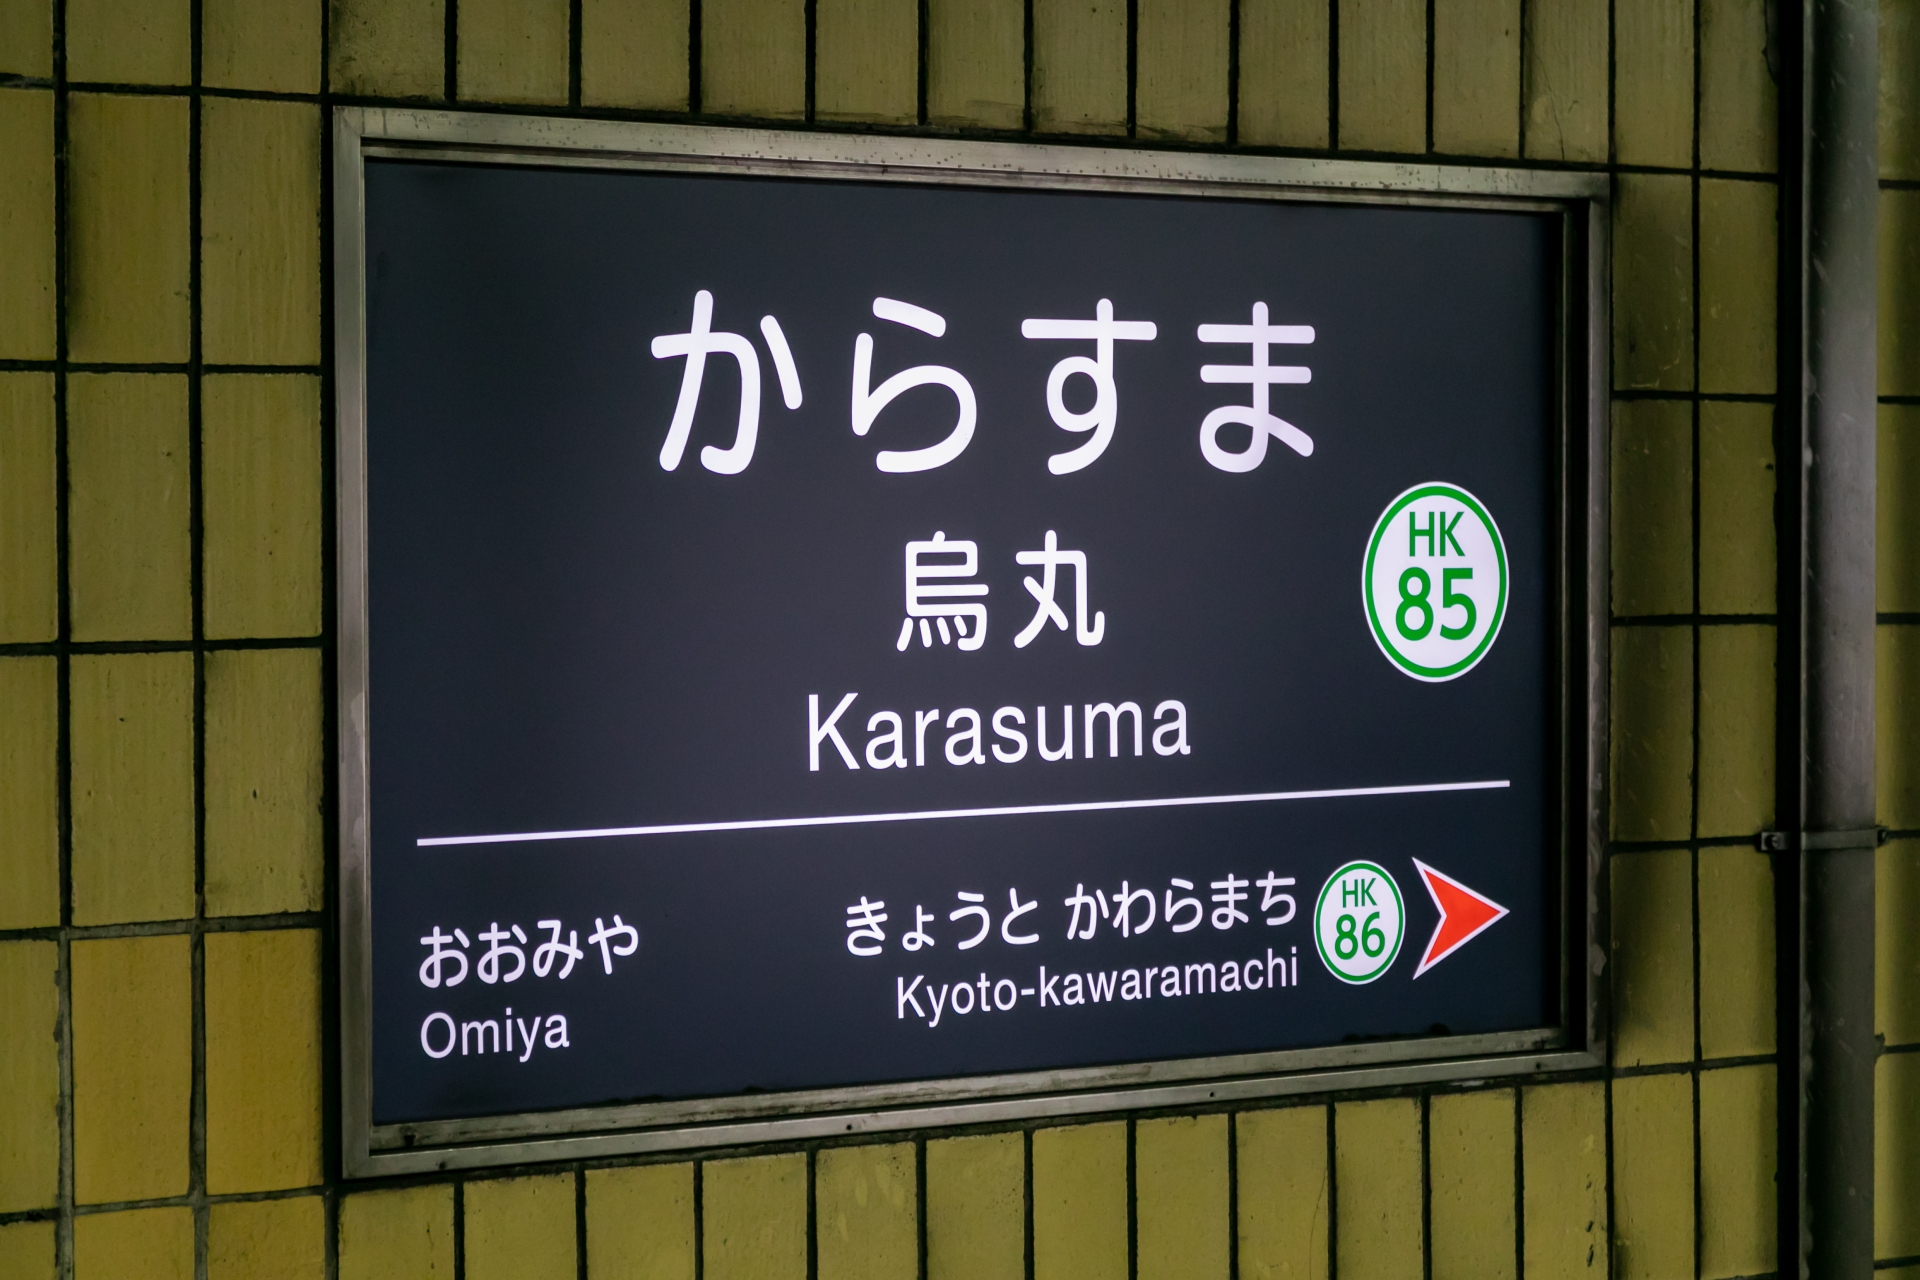 からすま
烏丸
HK
85
Karasuma
おおみや
Omiya
きょうと かわらまち
Kyoto-kawaramachi
HK
86